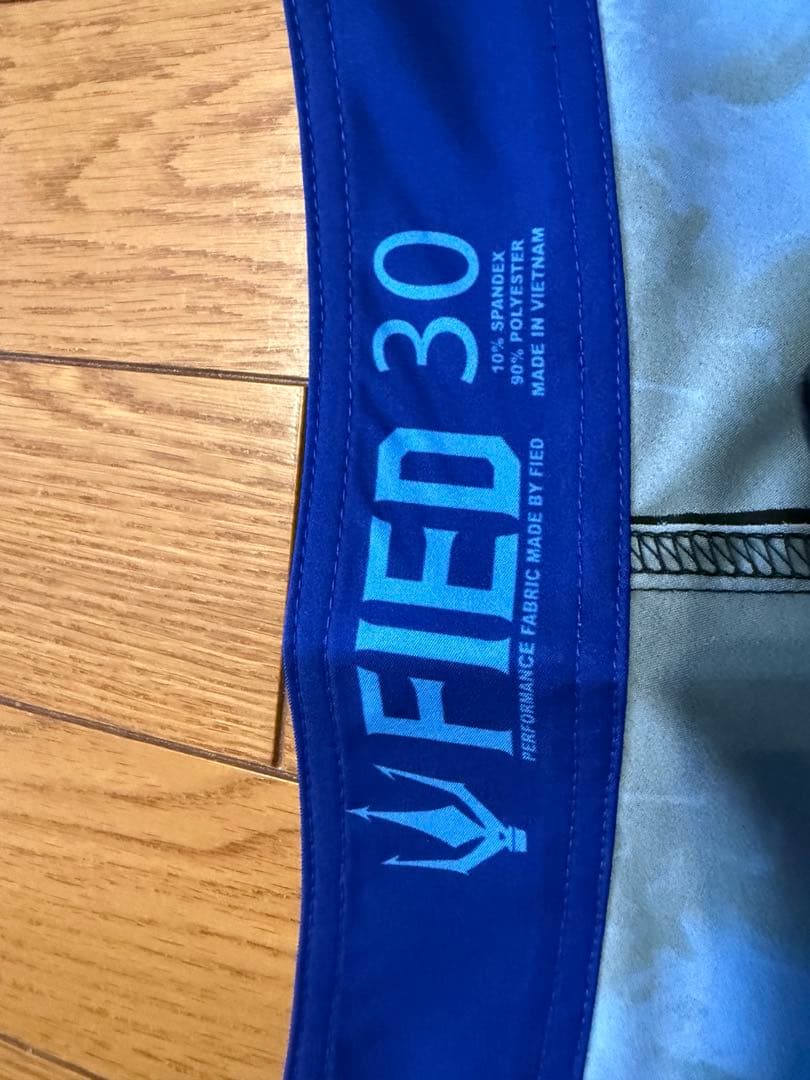 FIED 30
PERFORMANCE FABRIC MADE BY FIED
10% SPANDEX
90% POLYESTER
MADE IN VIETNAM